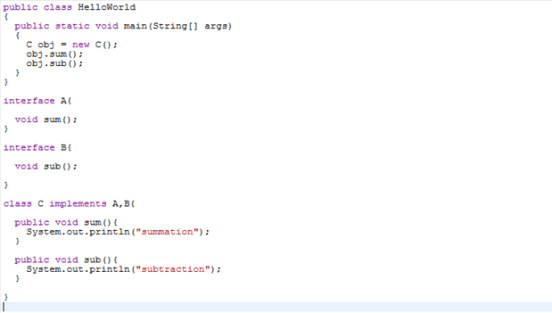 public class HelloWorld
{
public static void main(String[] args)
{
C obj = new C();
obj.sum();
obj.sub();
}
}
interface A{
void sum();
}
interface B{
void sub();
}
class C implements A,B{
public void sum(){
System.out.println("summation");
}
public void sub(){
System.out.println("subtraction");
}
}